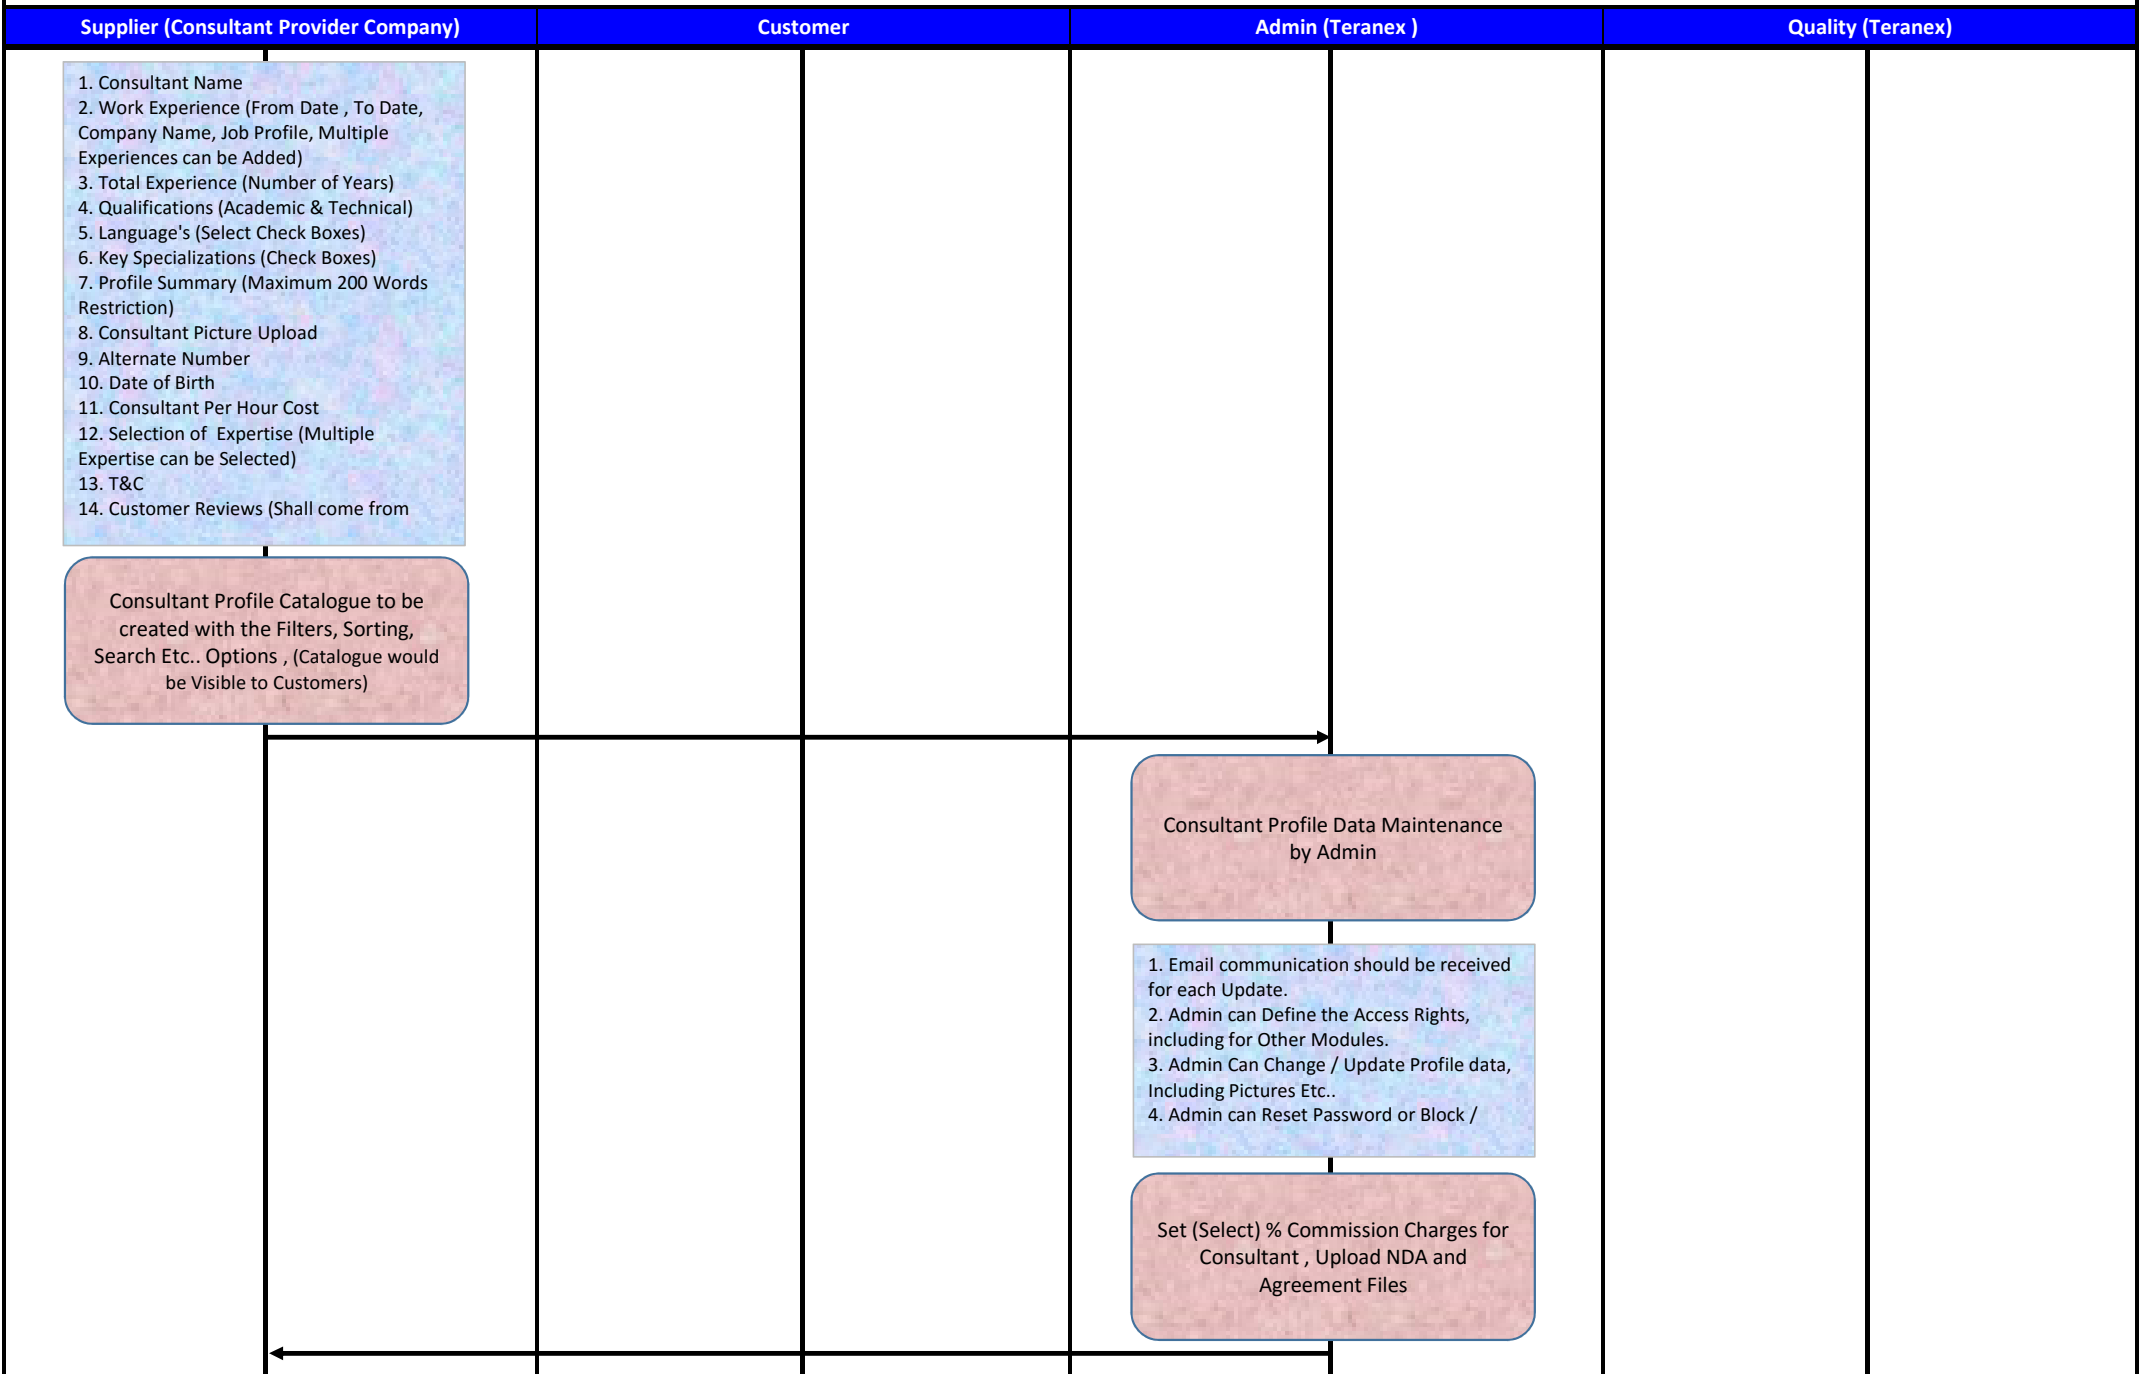 Supplier (Consultant Provider Company)
Customer
Admin (Teranex )
Quality (Teranex)
1. Consultant Name
2. Work Experience (From Date , To Date,
Company Name, Job Profile, Multiple
Experiences can be Added)
3. Total Experience (Number of Years)
4. Qualifications (Academic & Technical)
5. Language's (Select Check Boxes)
6. Key Specializations (Check Boxes)
7. Profile Summary (Maximum 200 Words
Restriction)
8. Consultant Picture Upload
9. Alternate Number
10. Date of Birth
11. Consultant Per Hour Cost
12. Selection of  Expertise (Multiple
Expertise can be Selected)
13. T&C
14. Customer Reviews (Shall come from
Consultant Profile Catalogue to be
created with the Filters, Sorting,
Search Etc.. Options , (Catalogue would
be Visible to Customers)
Consultant Profile Data Maintenance
by Admin
1. Email communication should be received
for each Update.
2. Admin can Define the Access Rights,
including for Other Modules.
3. Admin Can Change / Update Profile data,
Including Pictures Etc..
4. Admin can Reset Password or Block /
Set (Select) % Commission Charges for
Consultant , Upload NDA and
Agreement Files